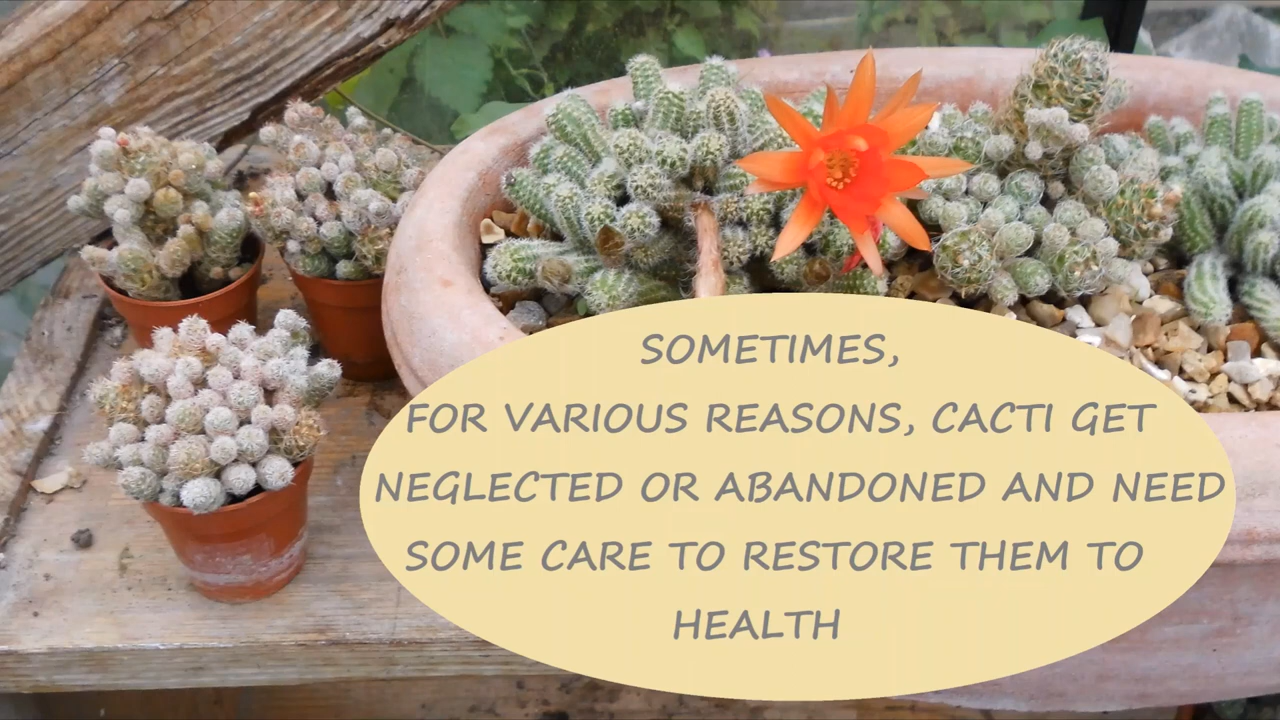 SOMETIMES,
FOR VARIOUS REASONS, CACTI GET
NEGLECTED OR ABANDONED AND NEED
SOME CARE TO RESTORE THEM TO
HEALTH